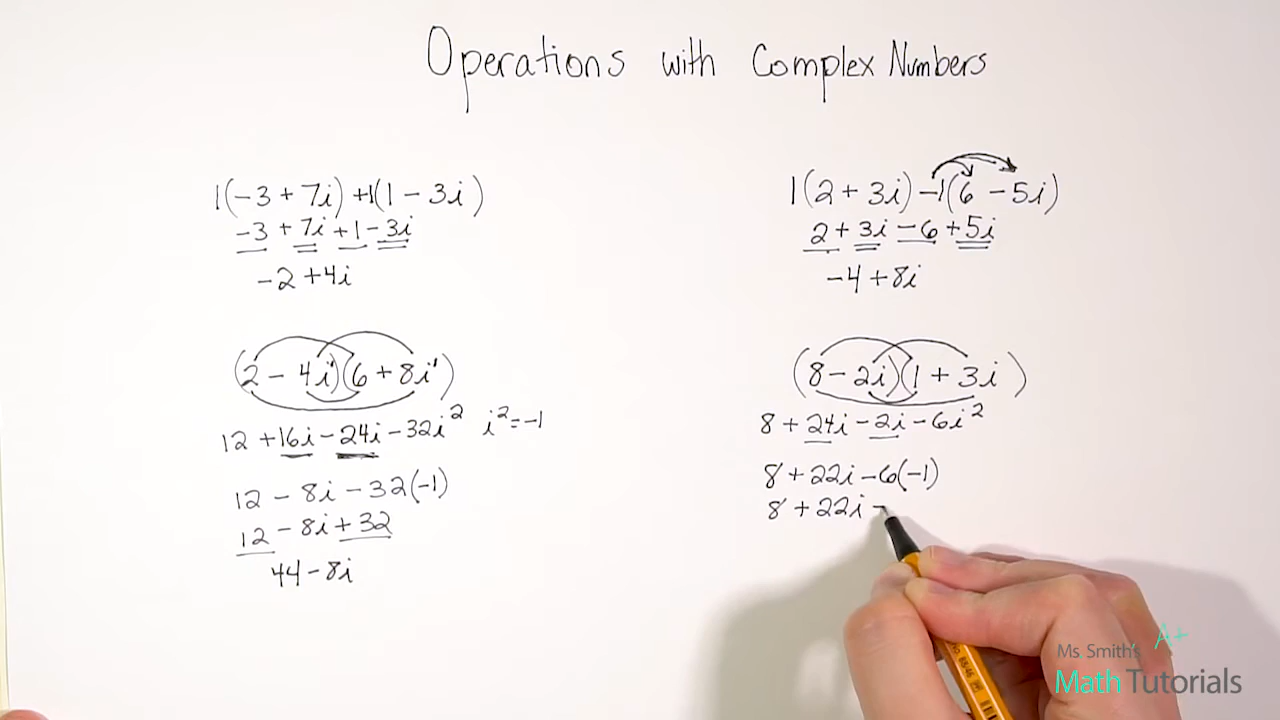 Operations with Complex Numbers
1(-3 + 7i) +1(1 - 3i)
-3 + 7i +1 - 3i
-2 +4i
1(2 + 3i) -1(6 - 5i)
2 + 3i - 6 + 5i
-4 + 8i
(2 - 4i)(6 + 8i)
12 +16i - 24i - 32i² i² = -1
12 - 8i - 32(-1)
12 - 8i + 32
44 - 8i
(8 - 2i)(1 + 3i)
8 + 24i - 2i - 6i²
8 + 22i - 6(-1)
8 + 22i -
No. 88/46
Ms. Smith's A+
Math Tutorials